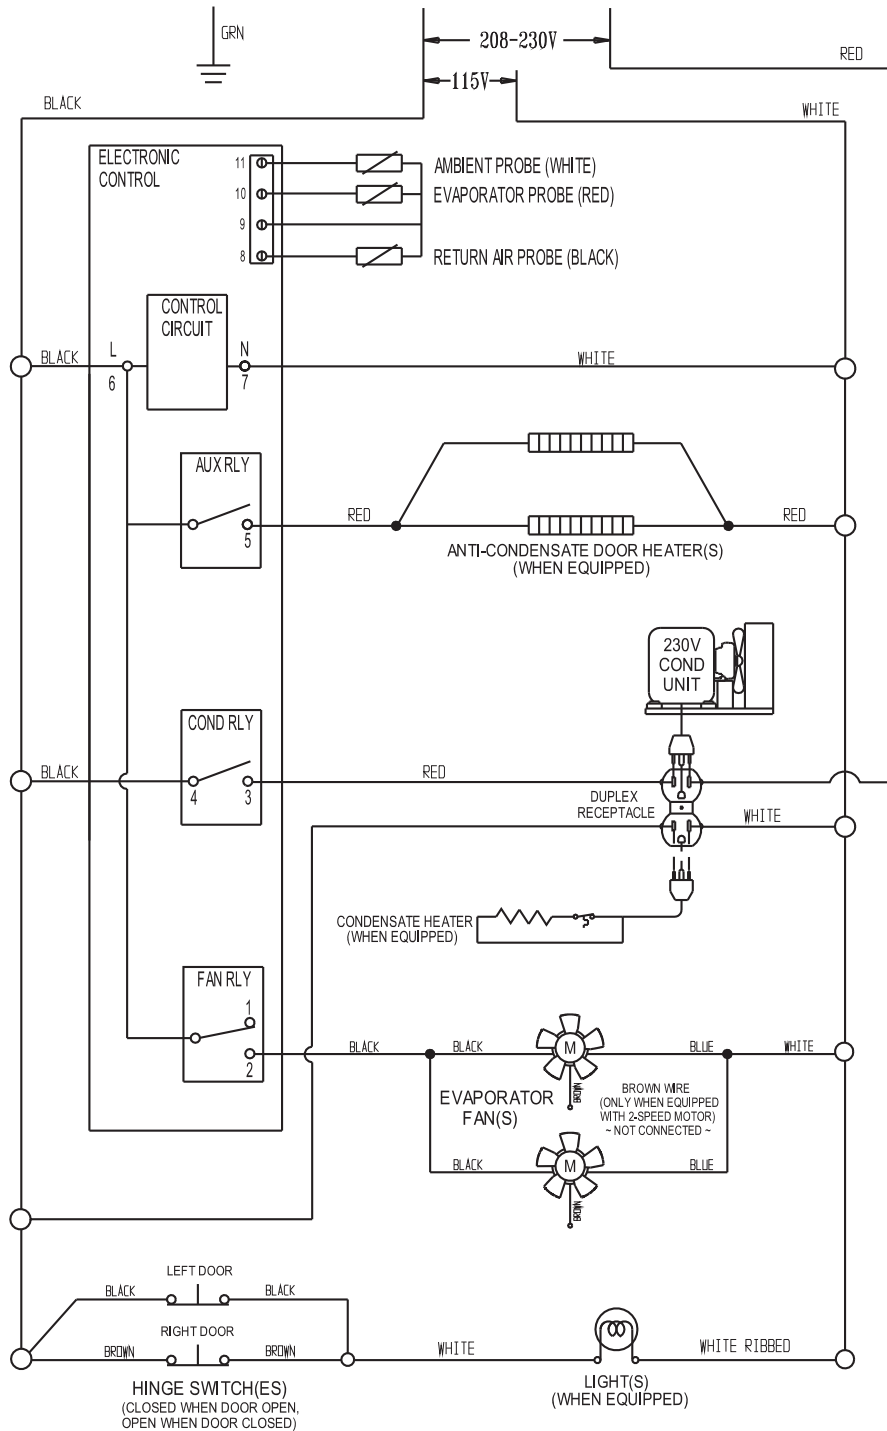 GRN
208-230V
RED
115V
BLACK
WHITE
ELECTRONIC
CONTROL
11
AMBIENT PROBE (WHITE)
10
EVAPORATOR PROBE (RED)
9
8
RETURN AIR PROBE (BLACK)
CONTROL
CIRCUIT
BLACK
L
N
WHITE
6
7
AUX RLY
RED
RED
5
ANTI-CONDENSATE DOOR HEATER(S)
(WHEN EQUIPPED)
230V
COND
UNIT
COND RLY
BLACK
RED
4
3
DUPLEX
RECEPTACLE
WHITE
CONDENSATE HEATER
(WHEN EQUIPPED)
FAN RLY
1
2
BLACK
BLACK
M
BLUE
WHITE
BROWN
EVAPORATOR
FAN(S)
BROWN WIRE
(ONLY WHEN EQUIPPED
WITH 2-SPEED MOTOR)
~ NOT CONNECTED ~
BLACK
M
BLUE
BROWN
LEFT DOOR
BLACK
BLACK
RIGHT DOOR
BROWN
BROWN
WHITE
WHITE RIBBED
HINGE SWITCH(ES)
(CLOSED WHEN DOOR OPEN,
OPEN WHEN DOOR CLOSED)
LIGHT(S)
(WHEN EQUIPPED)